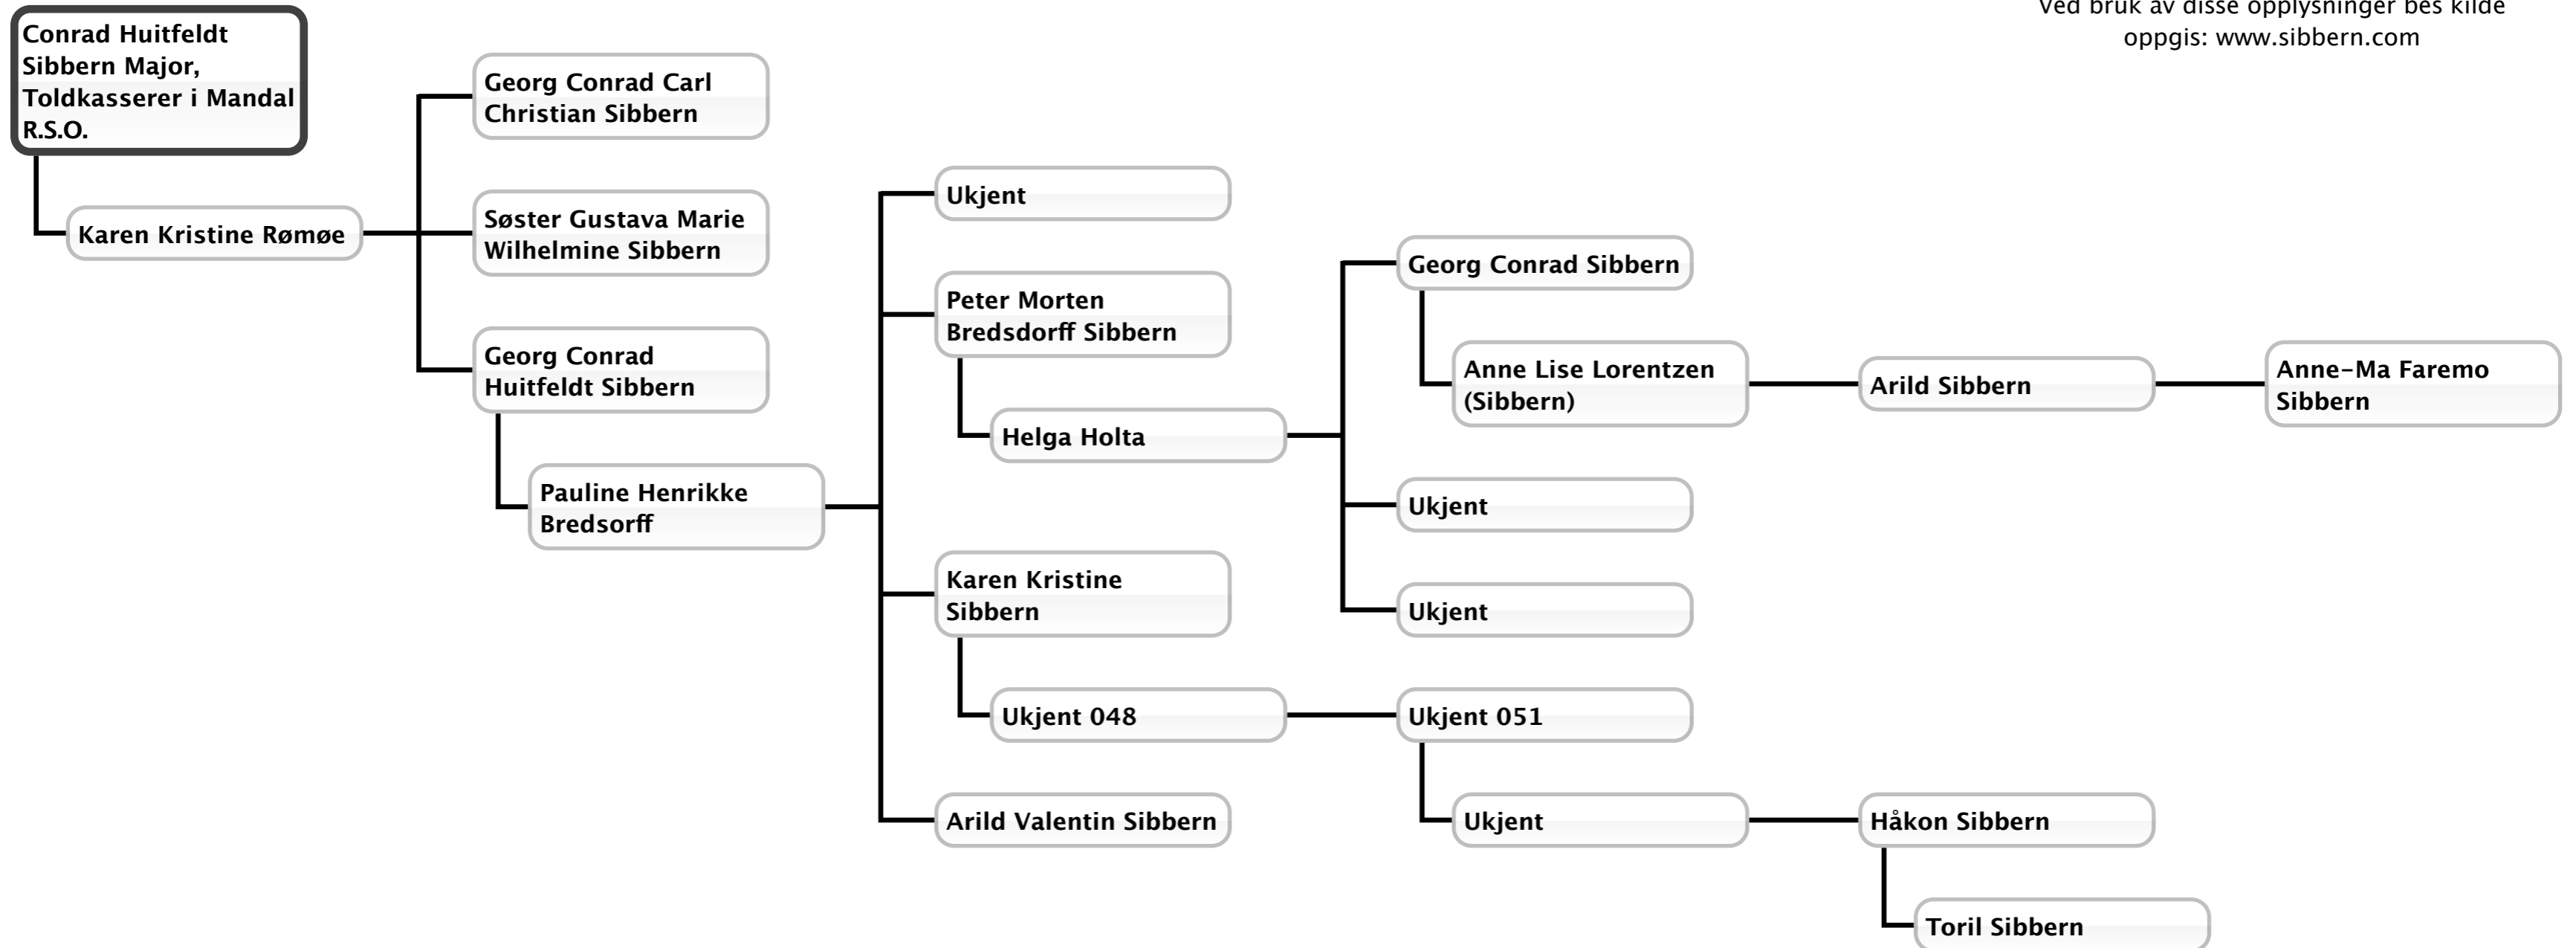 Ved bruk av disse opplysninger bes kilde
oppgis: www.sibbern.com
Conrad Huitfeldt
Sibbern Major,
Toldkasserer i Mandal
R.S.O.
Karen Kristine Rømøe
Georg Conrad Carl
Christian Sibbern
Søster Gustava Marie
Wilhelmine Sibbern
Georg Conrad
Huitfeldt Sibbern
Pauline Henrikke
Bredsorff
Ukjent
Peter Morten
Bredsdorff Sibbern
Helga Holta
Georg Conrad Sibbern
Anne Lise Lorentzen
(Sibbern)
Arild Sibbern
Anne-Ma Faremo
Sibbern
Ukjent
Ukjent
Karen Kristine
Sibbern
Ukjent 048
Ukjent 051
Ukjent
Håkon Sibbern
Toril Sibbern
Arild Valentin Sibbern